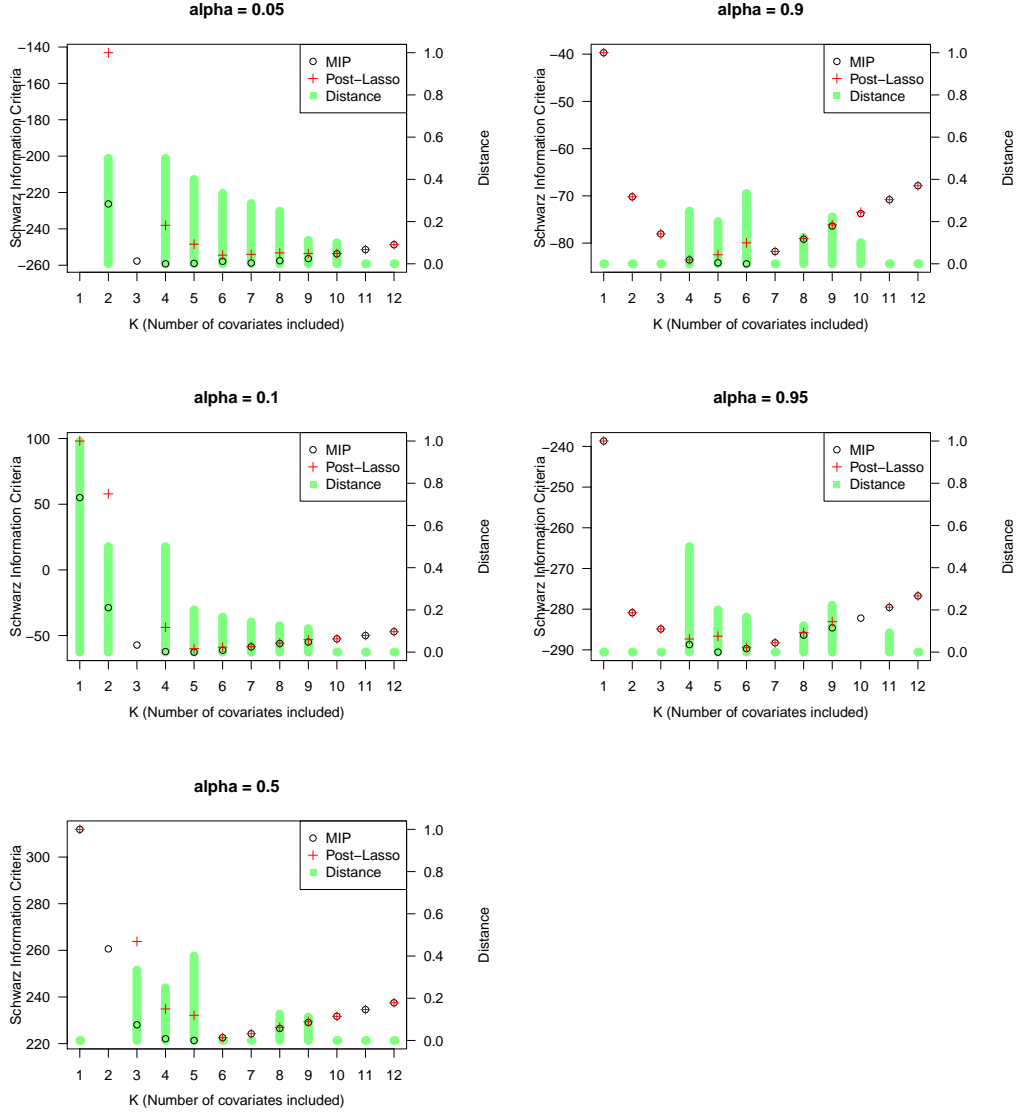 alpha = 0.05
Schwarz Information Criteria
−140
−160
−200
−220
−240
−260
MIP
Post−Lasso
Distance
1.0
0.8
0.6
0.4
0.2
0.0
Distance
1 2 3 4 5 6 7 8 9 10 11 12
K (Number of covariates included)
alpha = 0.9
Schwarz Information Criteria
−40
−50
−60
−70
−80
MIP
Post−Lasso
Distance
1.0
0.8
0.6
0.4
0.2
0.0
Distance
1 2 3 4 5 6 7 8 9 10 11 12
K (Number of covariates included)
alpha = 0.1
Schwarz Information Criteria
100
50
0
−50
MIP
Post−Lasso
Distance
1.0
0.8
0.6
0.4
0.2
0.0
Distance
1 2 3 4 5 6 7 8 9 10 11 12
K (Number of covariates included)
alpha = 0.95
Schwarz Information Criteria
−240
−250
−260
−270
−280
−290
MIP
Post−Lasso
Distance
1.0
0.8
0.6
0.4
0.2
0.0
Distance
1 2 3 4 5 6 7 8 9 10 11 12
K (Number of covariates included)
alpha = 0.5
Schwarz Information Criteria
300
280
260
240
220
MIP
Post−Lasso
Distance
1.0
0.8
0.6
0.4
0.2
0.0
Distance
1 2 3 4 5 6 7 8 9 10 11 12
K (Number of covariates included)